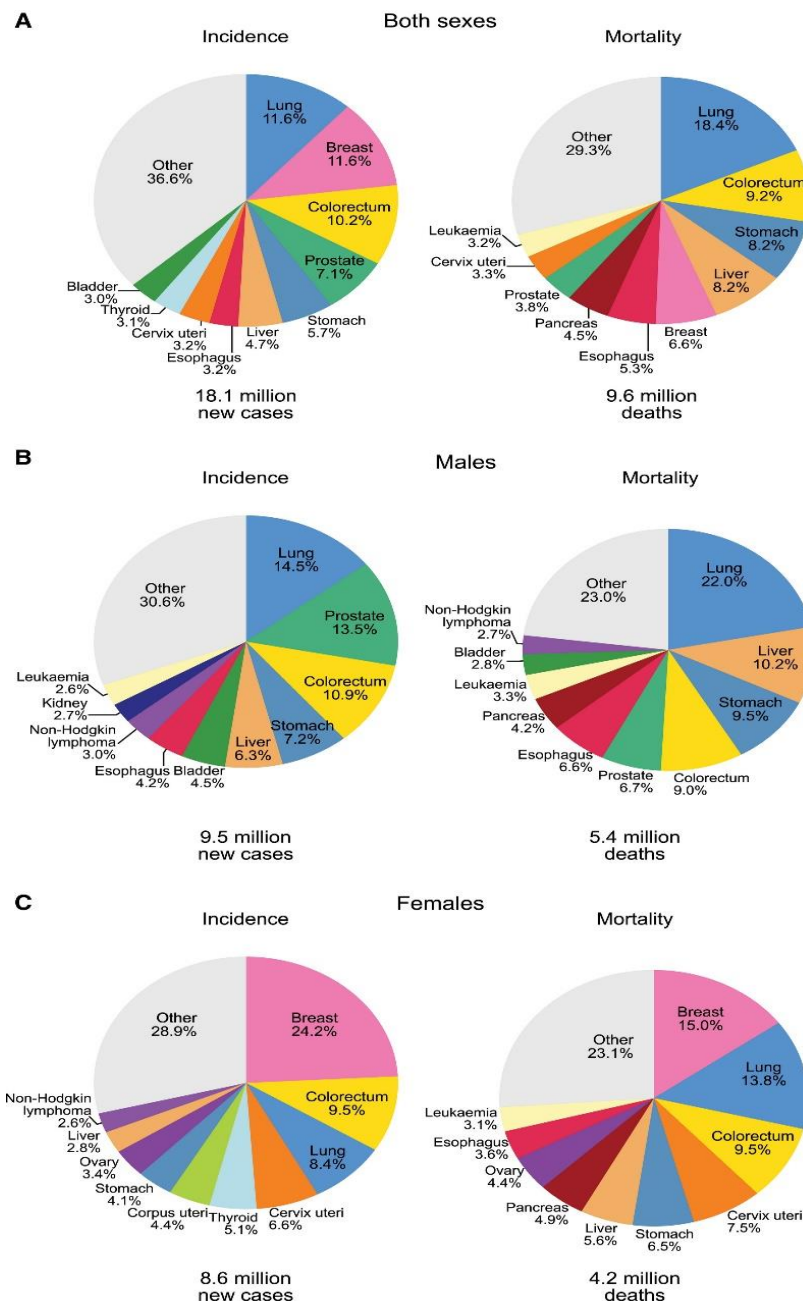 A
Both sexes
Incidence
Lung
11.6%
Breast
11.6%
Colorectum
10.2%
Prostate
7.1%
Stomach
5.7%
Liver
4.7%
Esophagus
3.2%
Cervix uteri
3.2%
Thyroid
3.1%
Bladder
3.0%
Other
36.6%
18.1 million
new cases
Mortality
Lung
18.4%
Colorectum
9.2%
Stomach
8.2%
Liver
8.2%
Breast
6.6%
Esophagus
5.3%
Pancreas
4.5%
Prostate
3.8%
Cervix uteri
3.3%
Leukaemia
3.2%
Other
29.3%
9.6 million
deaths
B
Males
Incidence
Lung
14.5%
Prostate
13.5%
Colorectum
10.9%
Stomach
7.2%
Liver
6.3%
Bladder
4.5%
Esophagus
4.2%
Non-Hodgkin
lymphoma
3.0%
Kidney
2.7%
Leukaemia
2.6%
Other
30.6%
9.5 million
new cases
Mortality
Lung
22.0%
Liver
10.2%
Stomach
9.5%
Colorectum
9.0%
Prostate
6.7%
Esophagus
6.6%
Pancreas
4.2%
Leukaemia
3.3%
Bladder
2.8%
Non-Hodgkin
lymphoma
2.7%
Other
23.0%
5.4 million
deaths
C
Females
Incidence
Breast
24.2%
Colorectum
9.5%
Lung
8.4%
Cervix uteri
6.6%
Thyroid
5.1%
Corpus uteri
4.4%
Stomach
4.1%
Ovary
3.4%
Liver
2.8%
Non-Hodgkin
lymphoma
2.6%
Other
28.9%
8.6 million
new cases
Mortality
Breast
15.0%
Lung
13.8%
Colorectum
9.5%
Cervix uteri
7.5%
Stomach
6.5%
Liver
5.6%
Pancreas
4.9%
Ovary
4.4%
Esophagus
3.6%
Leukaemia
3.1%
Other
23.1%
4.2 million
deaths